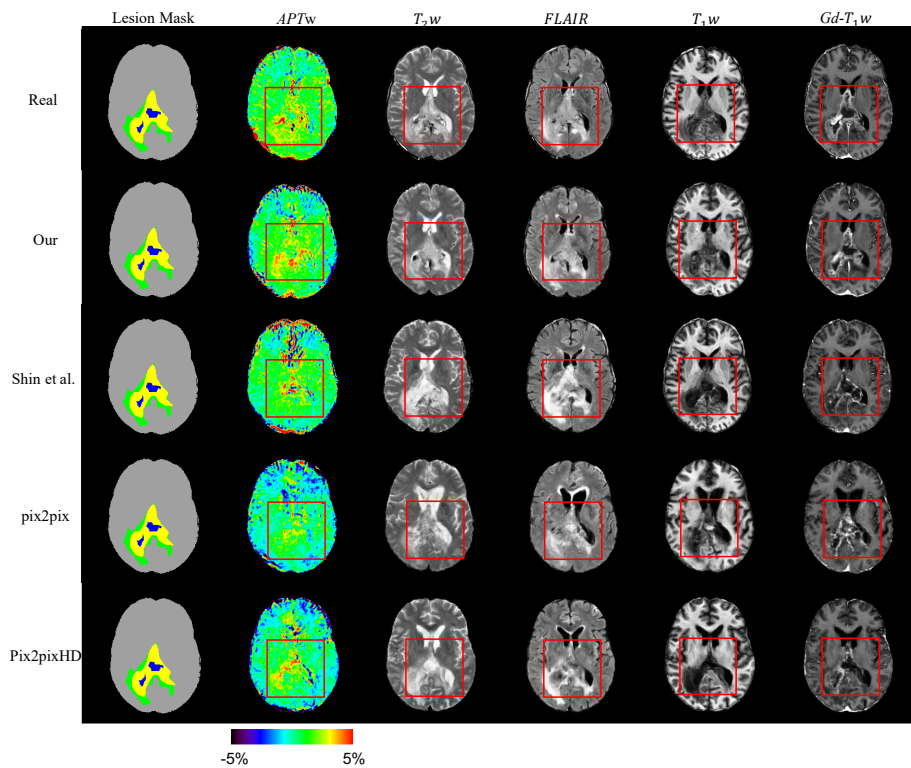 Lesion Mask APTw T₂w FLAIR T₁w Gd-T₁w
Real
Our
Shin et al.
pix2pix
Pix2pixHD
-5% 5%